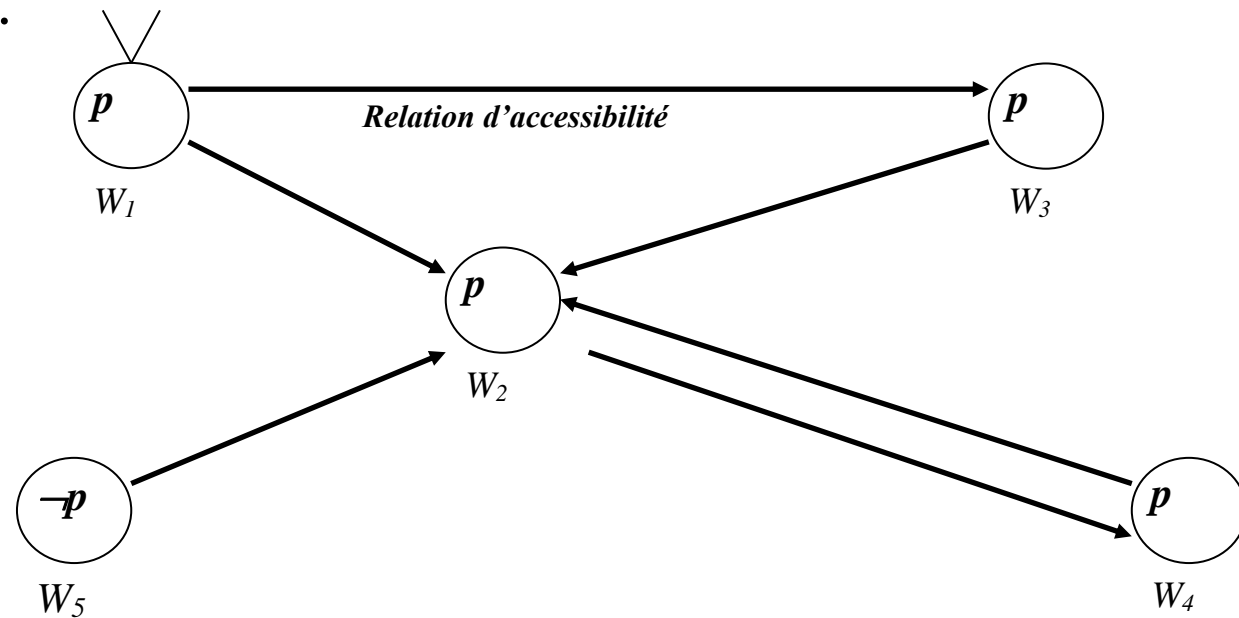 p
p
Relation d’accessibilité
W₁
W₃
p
W₂
¬p
p
W₅
W₄